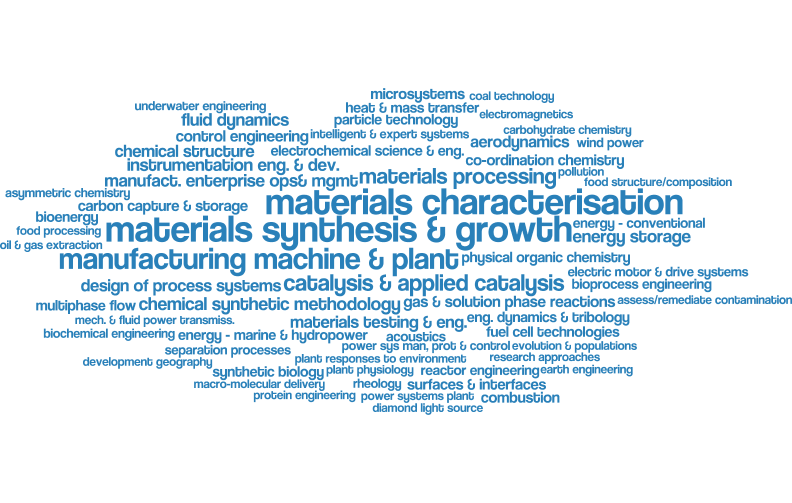 microsystems
coal technology
underwater engineering
heat & mass transfer
electromagnetics
fluid dynamics
particle technology
control engineering
intelligent & expert systems
carbohydrate chemistry
aerodynamics
wind power
chemical structure
electrochemical science & eng.
co-ordination chemistry
instrumentation eng. & dev.
pollution
manufact. enterprise ops& mgmt
materials processing
food structure/composition
asymmetric chemistry
carbon capture & storage
materials characterisation
bioenergy
food processing
materials synthesis & growth
energy - conventional
energy storage
oil & gas extraction
manufacturing machine & plant
physical organic chemistry
electric motor & drive systems
design of process systems
catalysis & applied catalysis
bioprocess engineering
multiphase flow
chemical synthetic methodology
gas & solution phase reactions
assess/remediate contamination
mech. & fluid power transmiss.
materials testing & eng.
eng. dynamics & tribology
biochemical engineering
energy - marine & hydropower
acoustics
fuel cell technologies
separation processes
power sys man, prot & control
evolution & populations
development geography
plant responses to environment
research approaches
synthetic biology
plant physiology
reactor engineering
earth engineering
macro-molecular delivery
rheology
surfaces & interfaces
protein engineering
power systems plant
combustion
diamond light source